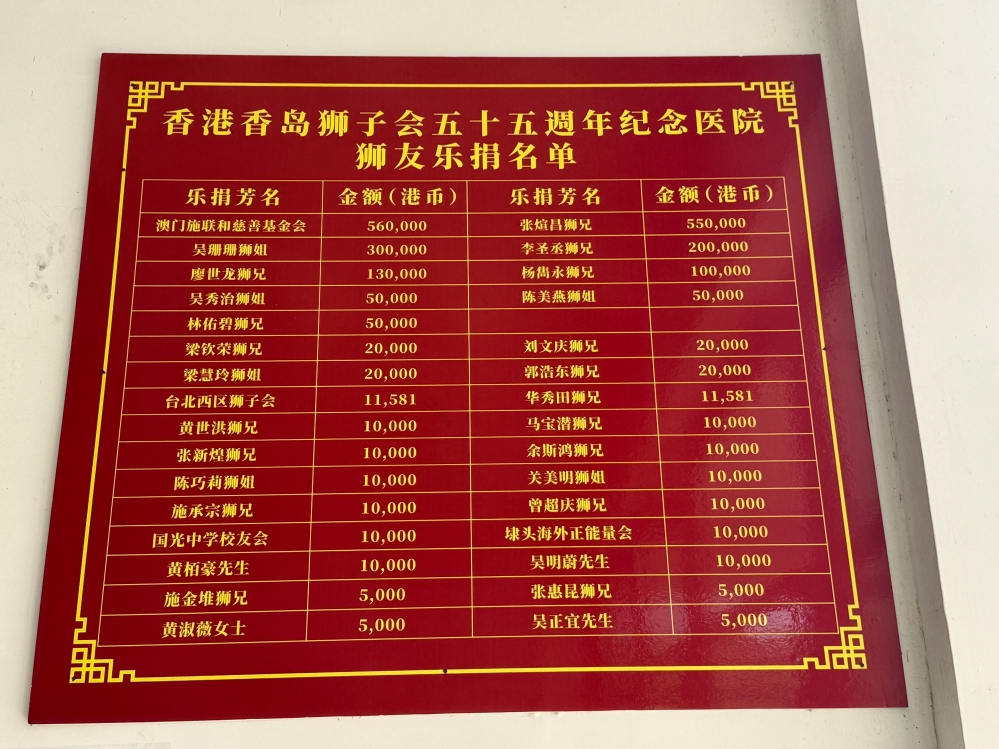 香港香岛狮子会五十五週年纪念医院
狮友乐捐名单
乐捐芳名 金额(港币) 乐捐芳名 金额(港币)
澳门施联和慈善基金会 560,000 张煊昌狮兄 550,000
吴珊珊狮姐 300,000 李圣丞狮兄 200,000
廖世龙狮兄 130,000 杨雋永狮兄 100,000
吴秀治狮姐 50,000 陈美燕狮姐 50,000
林佑碧狮兄 50,000
梁钦荣狮兄 20,000 刘文庆狮兄 20,000
梁慧玲狮姐 20,000 郭浩东狮兄 20,000
台北西区狮子会 11,581 华秀田狮兄 11,581
黄世洪狮兄 10,000 马宝潜狮兄 10,000
张新煌狮兄 10,000 余斯鸿狮兄 10,000
陈巧莉狮姐 10,000 关美明狮姐 10,000
施承宗狮兄 10,000 曾超庆狮兄 10,000
国光中学校友会 10,000 埭头海外正能量会 10,000
黄栢豪先生 10,000 吴明蔚先生 10,000
施金堆狮兄 5,000 张惠昆狮兄 5,000
黄淑薇女士 5,000 吴正宜先生 5,000